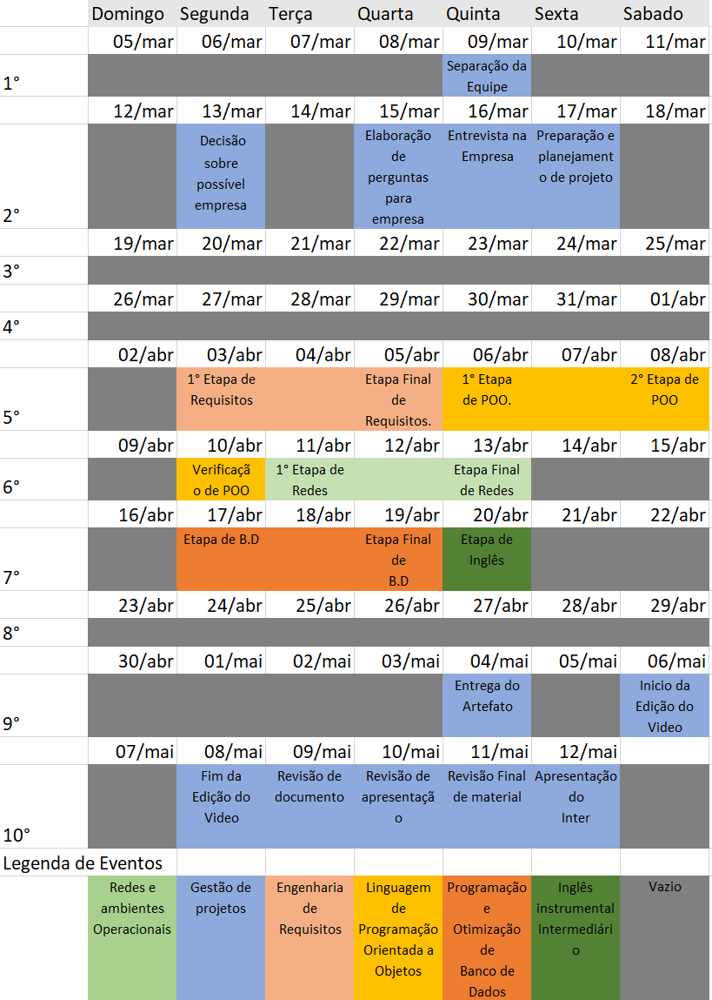 Domingo Segunda Terça Quarta Quinta Sexta Sabado
05/mar 06/mar 07/mar 08/mar 09/mar 10/mar 11/mar
1°
Separação da
Equipe
12/mar 13/mar 14/mar 15/mar 16/mar 17/mar 18/mar
2°
Decisão
sobre
possível
empresa
Elaboração
de
perguntas
para
empresa
Entrevista na
Empresa
Preparação e
planejament
o de projeto
19/mar 20/mar 21/mar 22/mar 23/mar 24/mar 25/mar
3°
26/mar 27/mar 28/mar 29/mar 30/mar 31/mar 01/abr
4°
02/abr 03/abr 04/abr 05/abr 06/abr 07/abr 08/abr
5°
1° Etapa de
Requisitos
Etapa Final
de
Requisitos.
1° Etapa
de POO.
2° Etapa de
POO
09/abr 10/abr 11/abr 12/abr 13/abr 14/abr 15/abr
6°
Verificaçã
o de POO
1° Etapa de
Redes
Etapa Final
de Redes
16/abr 17/abr 18/abr 19/abr 20/abr 21/abr 22/abr
7°
Etapa de B.D
Etapa Final
de
B.D
Etapa de
Inglês
23/abr 24/abr 25/abr 26/abr 27/abr 28/abr 29/abr
8°
30/abr 01/mai 02/mai 03/mai 04/mai 05/mai 06/mai
9°
Entrega do
Artefato
Inicio da
Edição do
Video
07/mai 08/mai 09/mai 10/mai 11/mai 12/mai
10°
Fim da
Edição do
Video
Revisão de
documento
Revisão de
apresentaçã
o
Revisão Final
de material
Apresentação
do
Inter
Legenda de Eventos
Redes e
ambientes
Operacionais
Gestão de
projetos
Engenharia
de
Requisitos
Linguagem
de
Programação
Orientada a
Objetos
Programação
e
Otimização
de
Banco de
Dados
Inglês
instrumental
Intermediári
o
Vazio